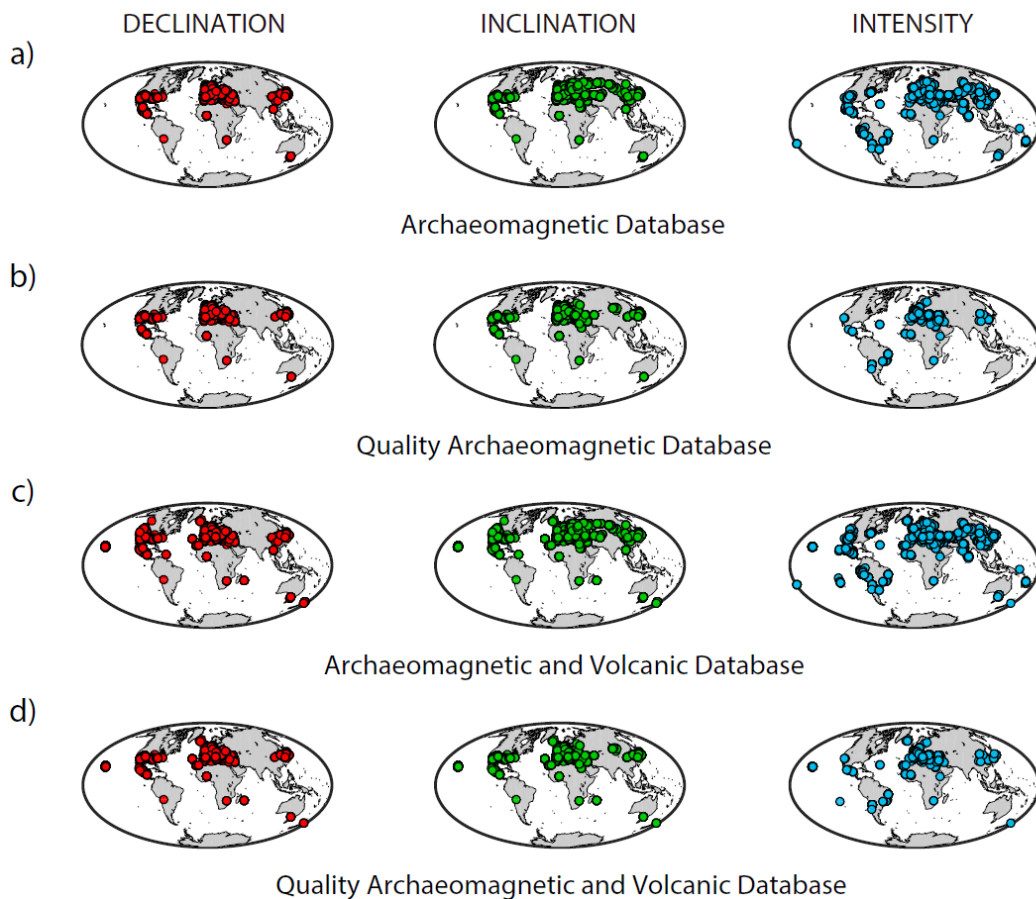 DECLINATION INCLINATION INTENSITY
a)
Archaeomagnetic Database
b)
Quality Archaeomagnetic Database
c)
Archaeomagnetic and Volcanic Database
d)
Quality Archaeomagnetic and Volcanic Database